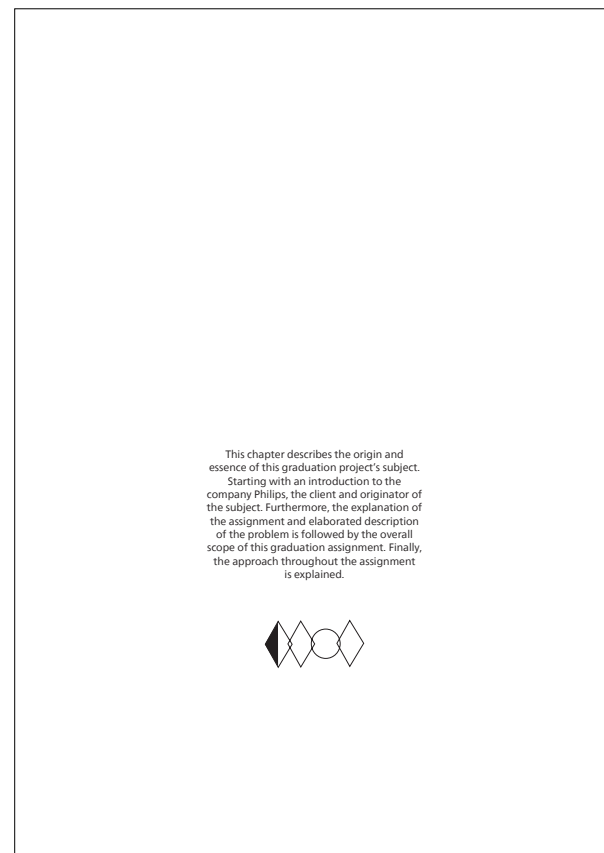 This chapter describes the origin and
essence of this graduation project's subject.
Starting with an introduction to the
company Philips, the client and originator of
the subject. Furthermore, the explanation of
the assignment and elaborated description
of the problem is followed by the overall
scope of this graduation assignment. Finally,
the approach throughout the assignment
is explained.